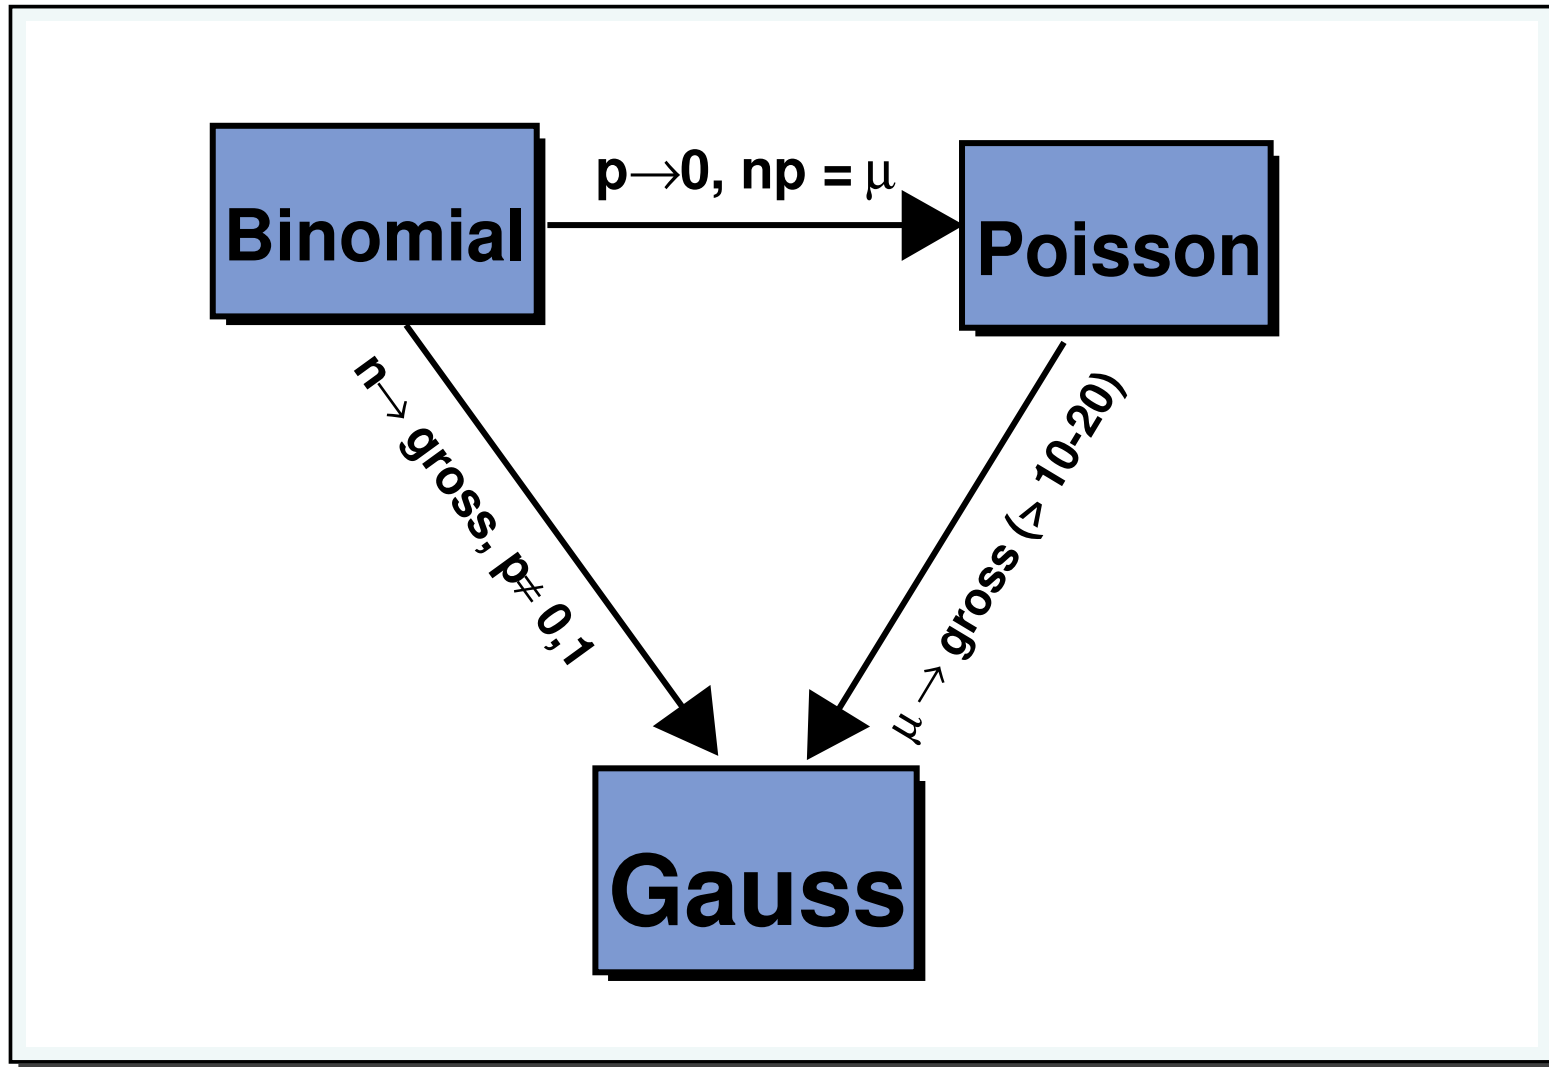 Binomial
p→0, np = μ
Poisson
n→ gross, p≠ 0,1
μ → gross (> 10-20)
Gauss